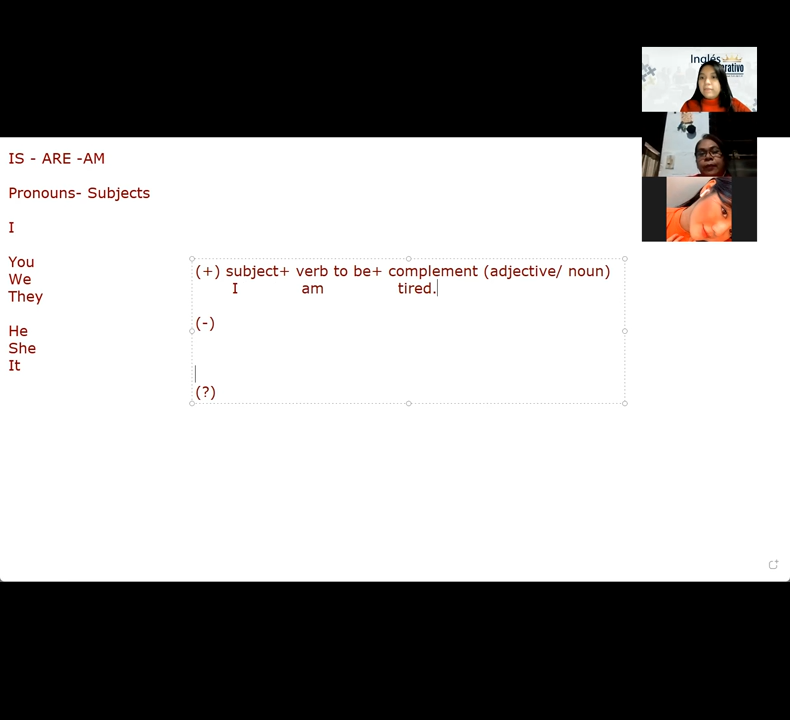 Inglés
IS - ARE -AM
Pronouns- Subjects
I
You
We
They
He
She
It
(+) subject+ verb to be+ complement (adjective/ noun)
I am tired.
(-)
(?)